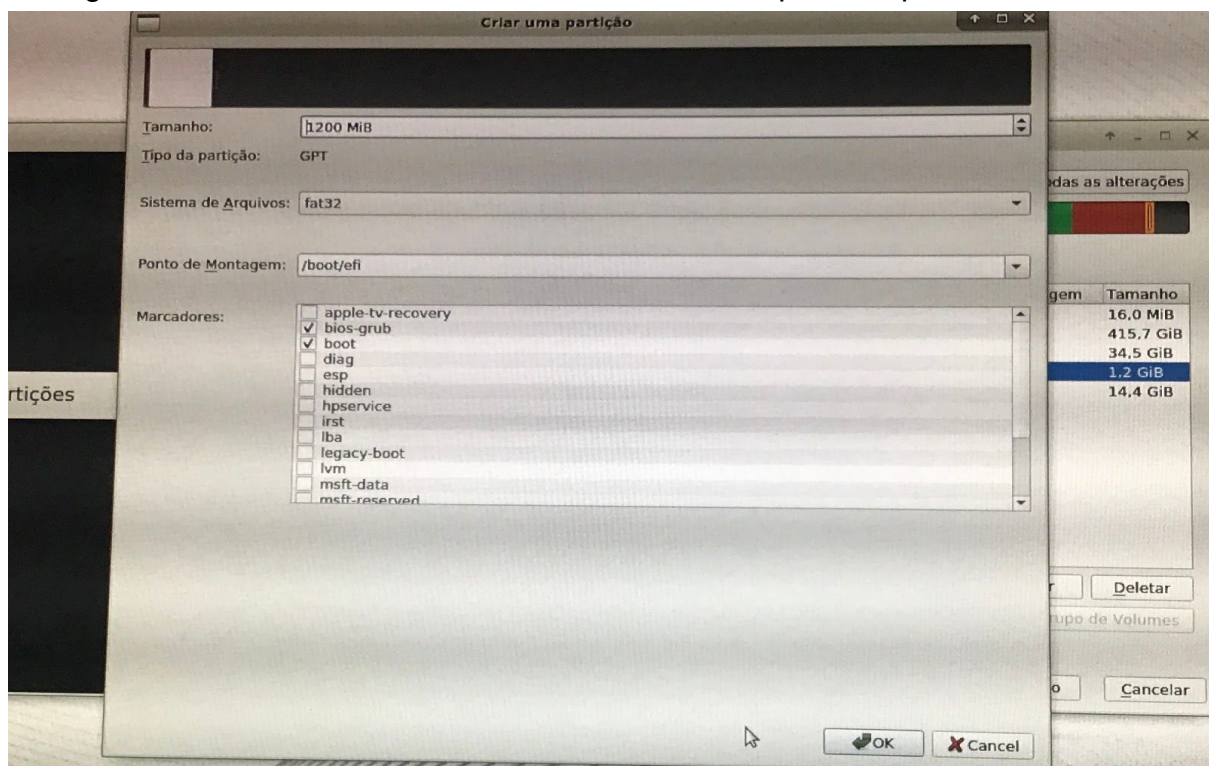 Criar uma partição
Tamanho: 1200 MiB
Tipo da partição: GPT
Sistema de Arquivos: fat32
Ponto de Montagem: /boot/efi
Marcadores:
apple-tv-recovery
bios-grub
boot
diag
esp
hidden
hpservice
irst
lba
legacy-boot
lvm
msft-data
msft-reserved
OK
Cancel
rtições
das as alterações
gem Tamanho
16,0 MiB
415,7 GiB
34,5 GiB
1,2 GiB
14,4 GiB
r Deletar
rupo de Volumes
o Cancelar